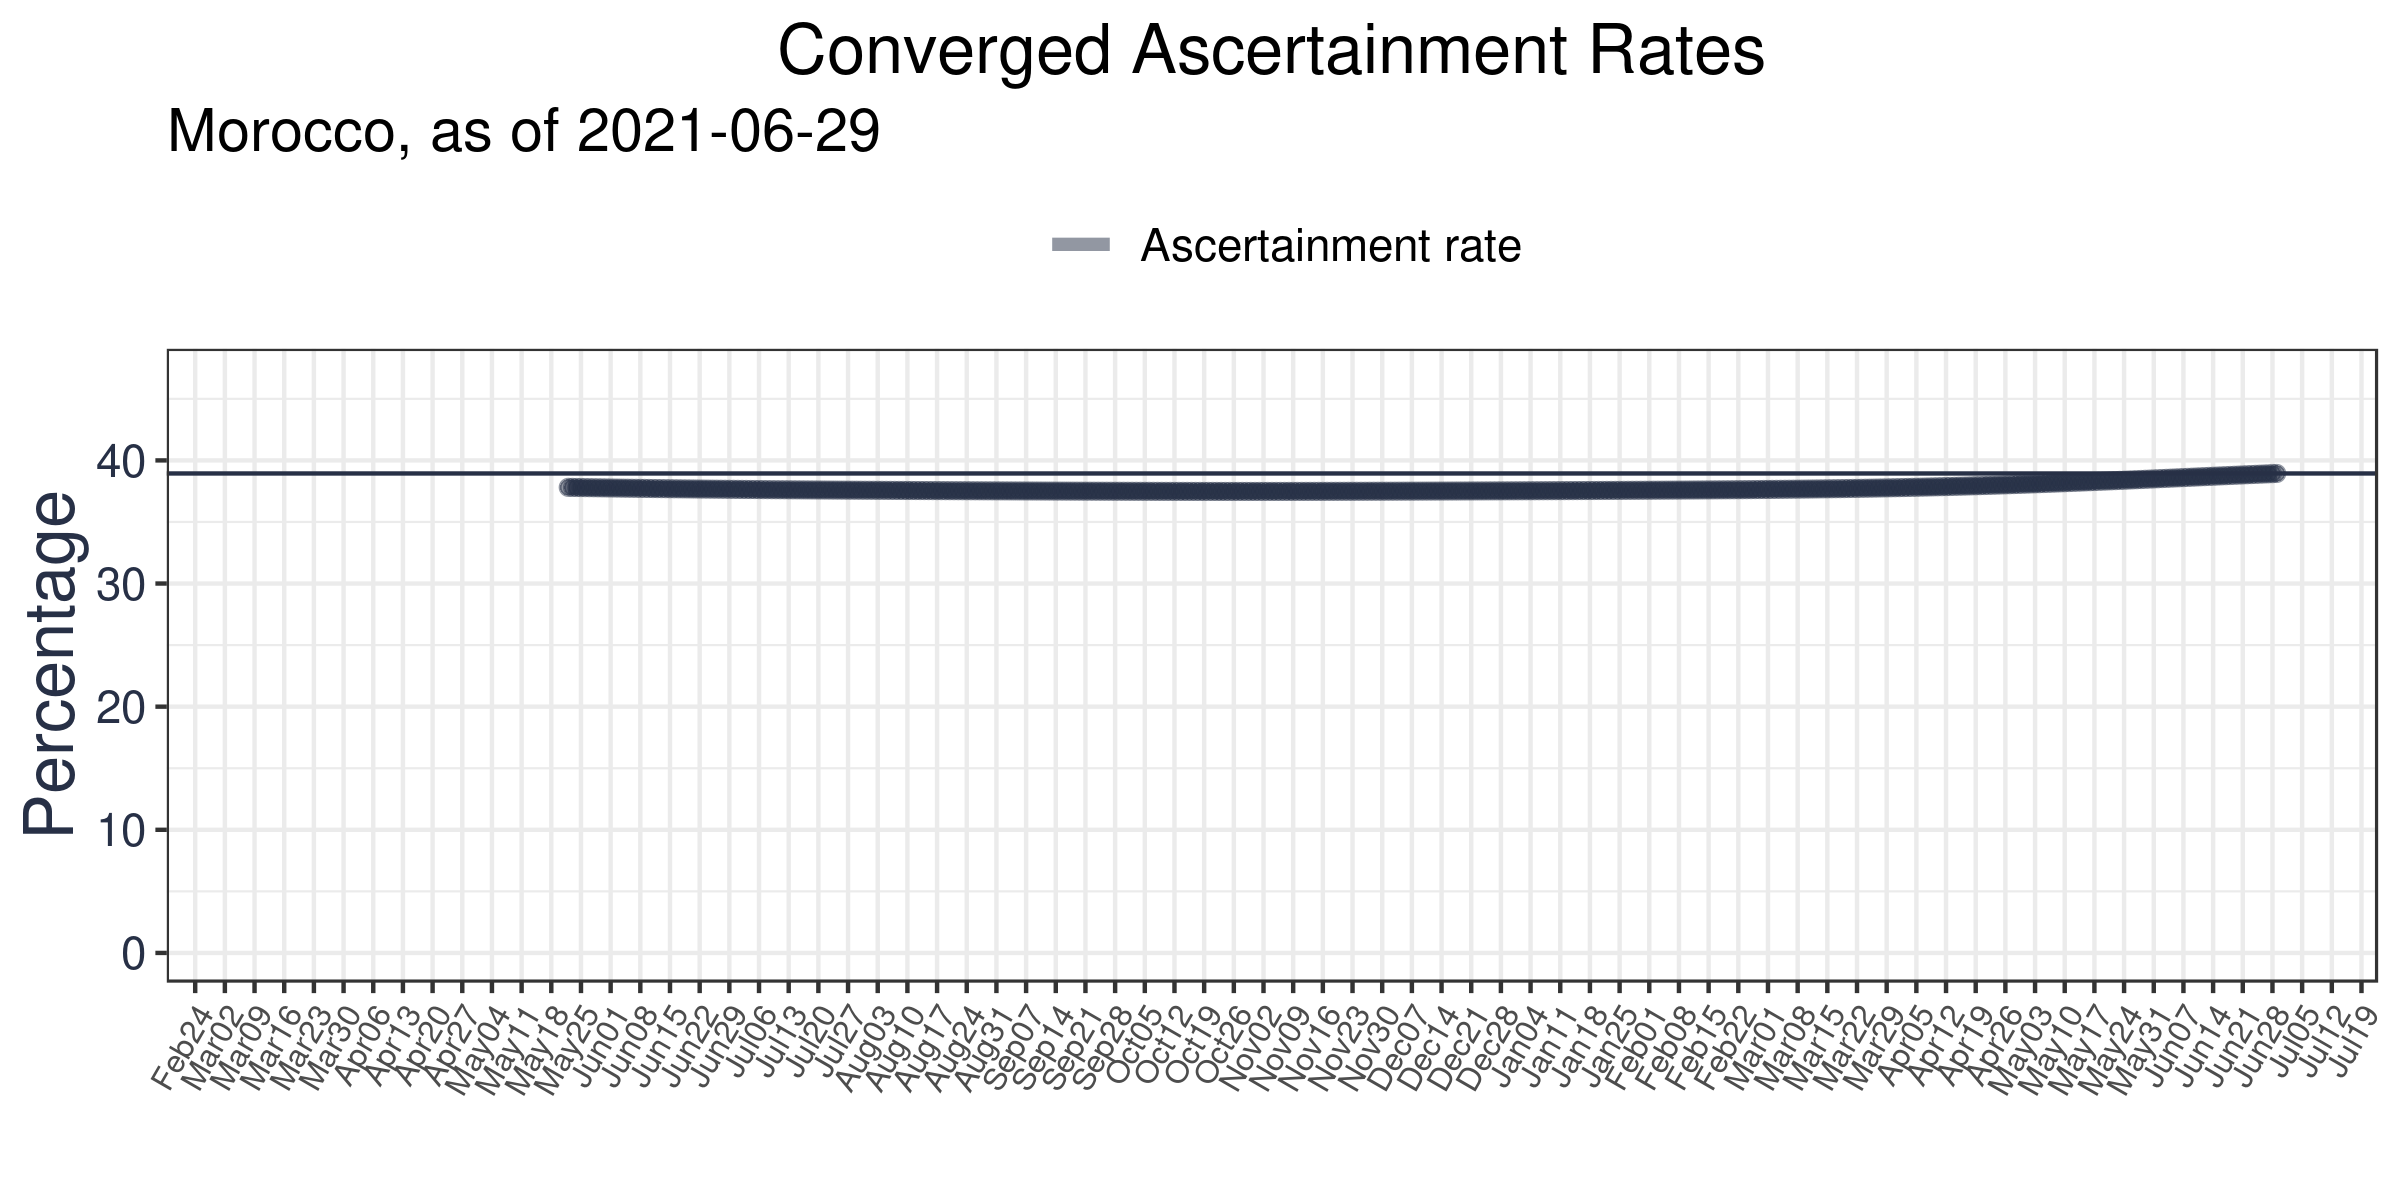 Converged Ascertainment Rates
Morocco, as of 2021-06-29
Ascertainment rate
Percentage
40
30
20
10
0
Feb24
Mar02
Mar09
Mar16
Mar23
Mar30
Apr06
Apr13
Apr20
Apr27
May04
May11
May18
May25
Jun01
Jun08
Jun15
Jun22
Jun29
Jul06
Jul13
Jul20
Jul27
Aug03
Aug10
Aug17
Aug24
Aug31
Sep07
Sep14
Sep21
Sep28
Oct05
Oct12
Oct19
Oct26
Nov02
Nov09
Nov16
Nov23
Nov30
Dec07
Dec14
Dec21
Dec28
Jan04
Jan11
Jan18
Jan25
Feb01
Feb08
Feb15
Feb22
Mar01
Mar08
Mar15
Mar22
Mar29
Apr05
Apr12
Apr19
Apr26
May03
May10
May17
May24
May31
Jun07
Jun14
Jun21
Jun28
Jul05
Jul12
Jul19